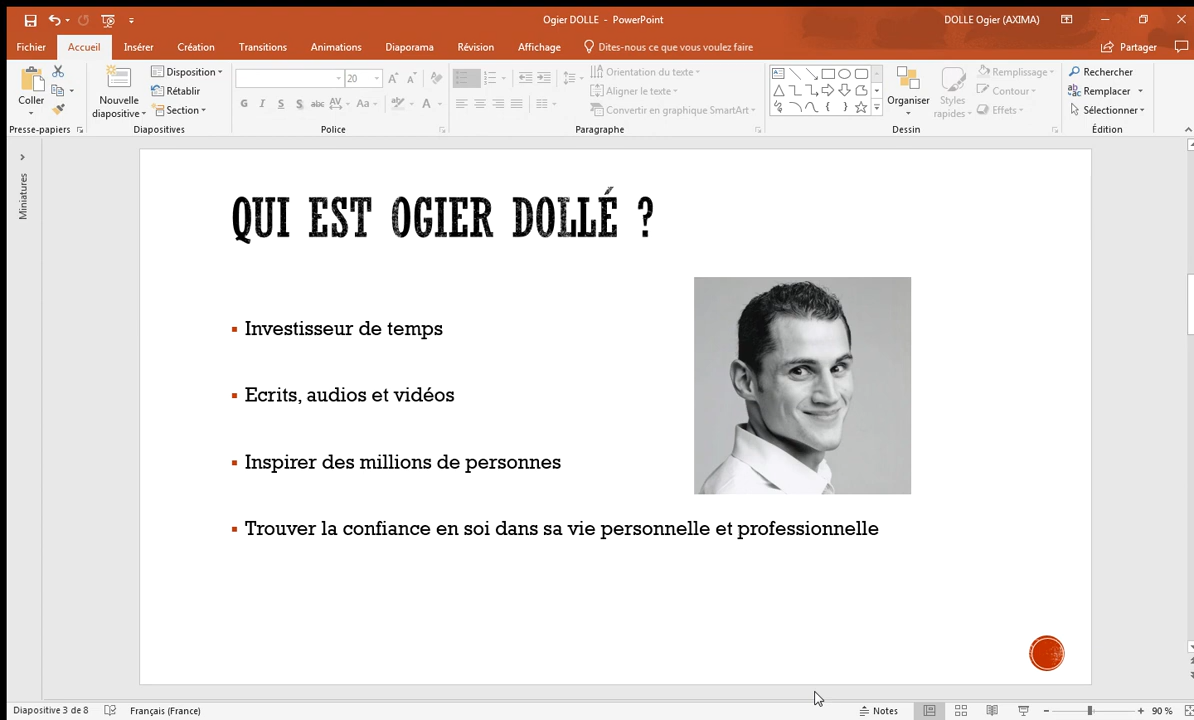 Ogier DOLLE - PowerPoint
DOLLE Ogier (AXIMA)
Fichier Accueil Insérer Création Transitions Animations Diaporama Révision Affichage Dites-nous ce que vous voulez faire Partager
Coller
Presse-papiers
Nouvelle diapositive
Disposition
Rétablir
Section
Diapositives
20
G I S S abc AV Aa A
Police
Orientation du texte
Aligner le texte
Convertir en graphique SmartArt
Paragraphe
Organiser
Styles rapides
Remplissage
Contour
Effets
Dessin
Rechercher
Remplacer
Sélectionner
Édition
Miniatures
QUI EST OGIER DOLLÉ ?
Investisseur de temps
Ecrits, audios et vidéos
Inspirer des millions de personnes
Trouver la confiance en soi dans sa vie personnelle et professionnelle
Diapositive 3 de 8 Français (France) Notes 90 %